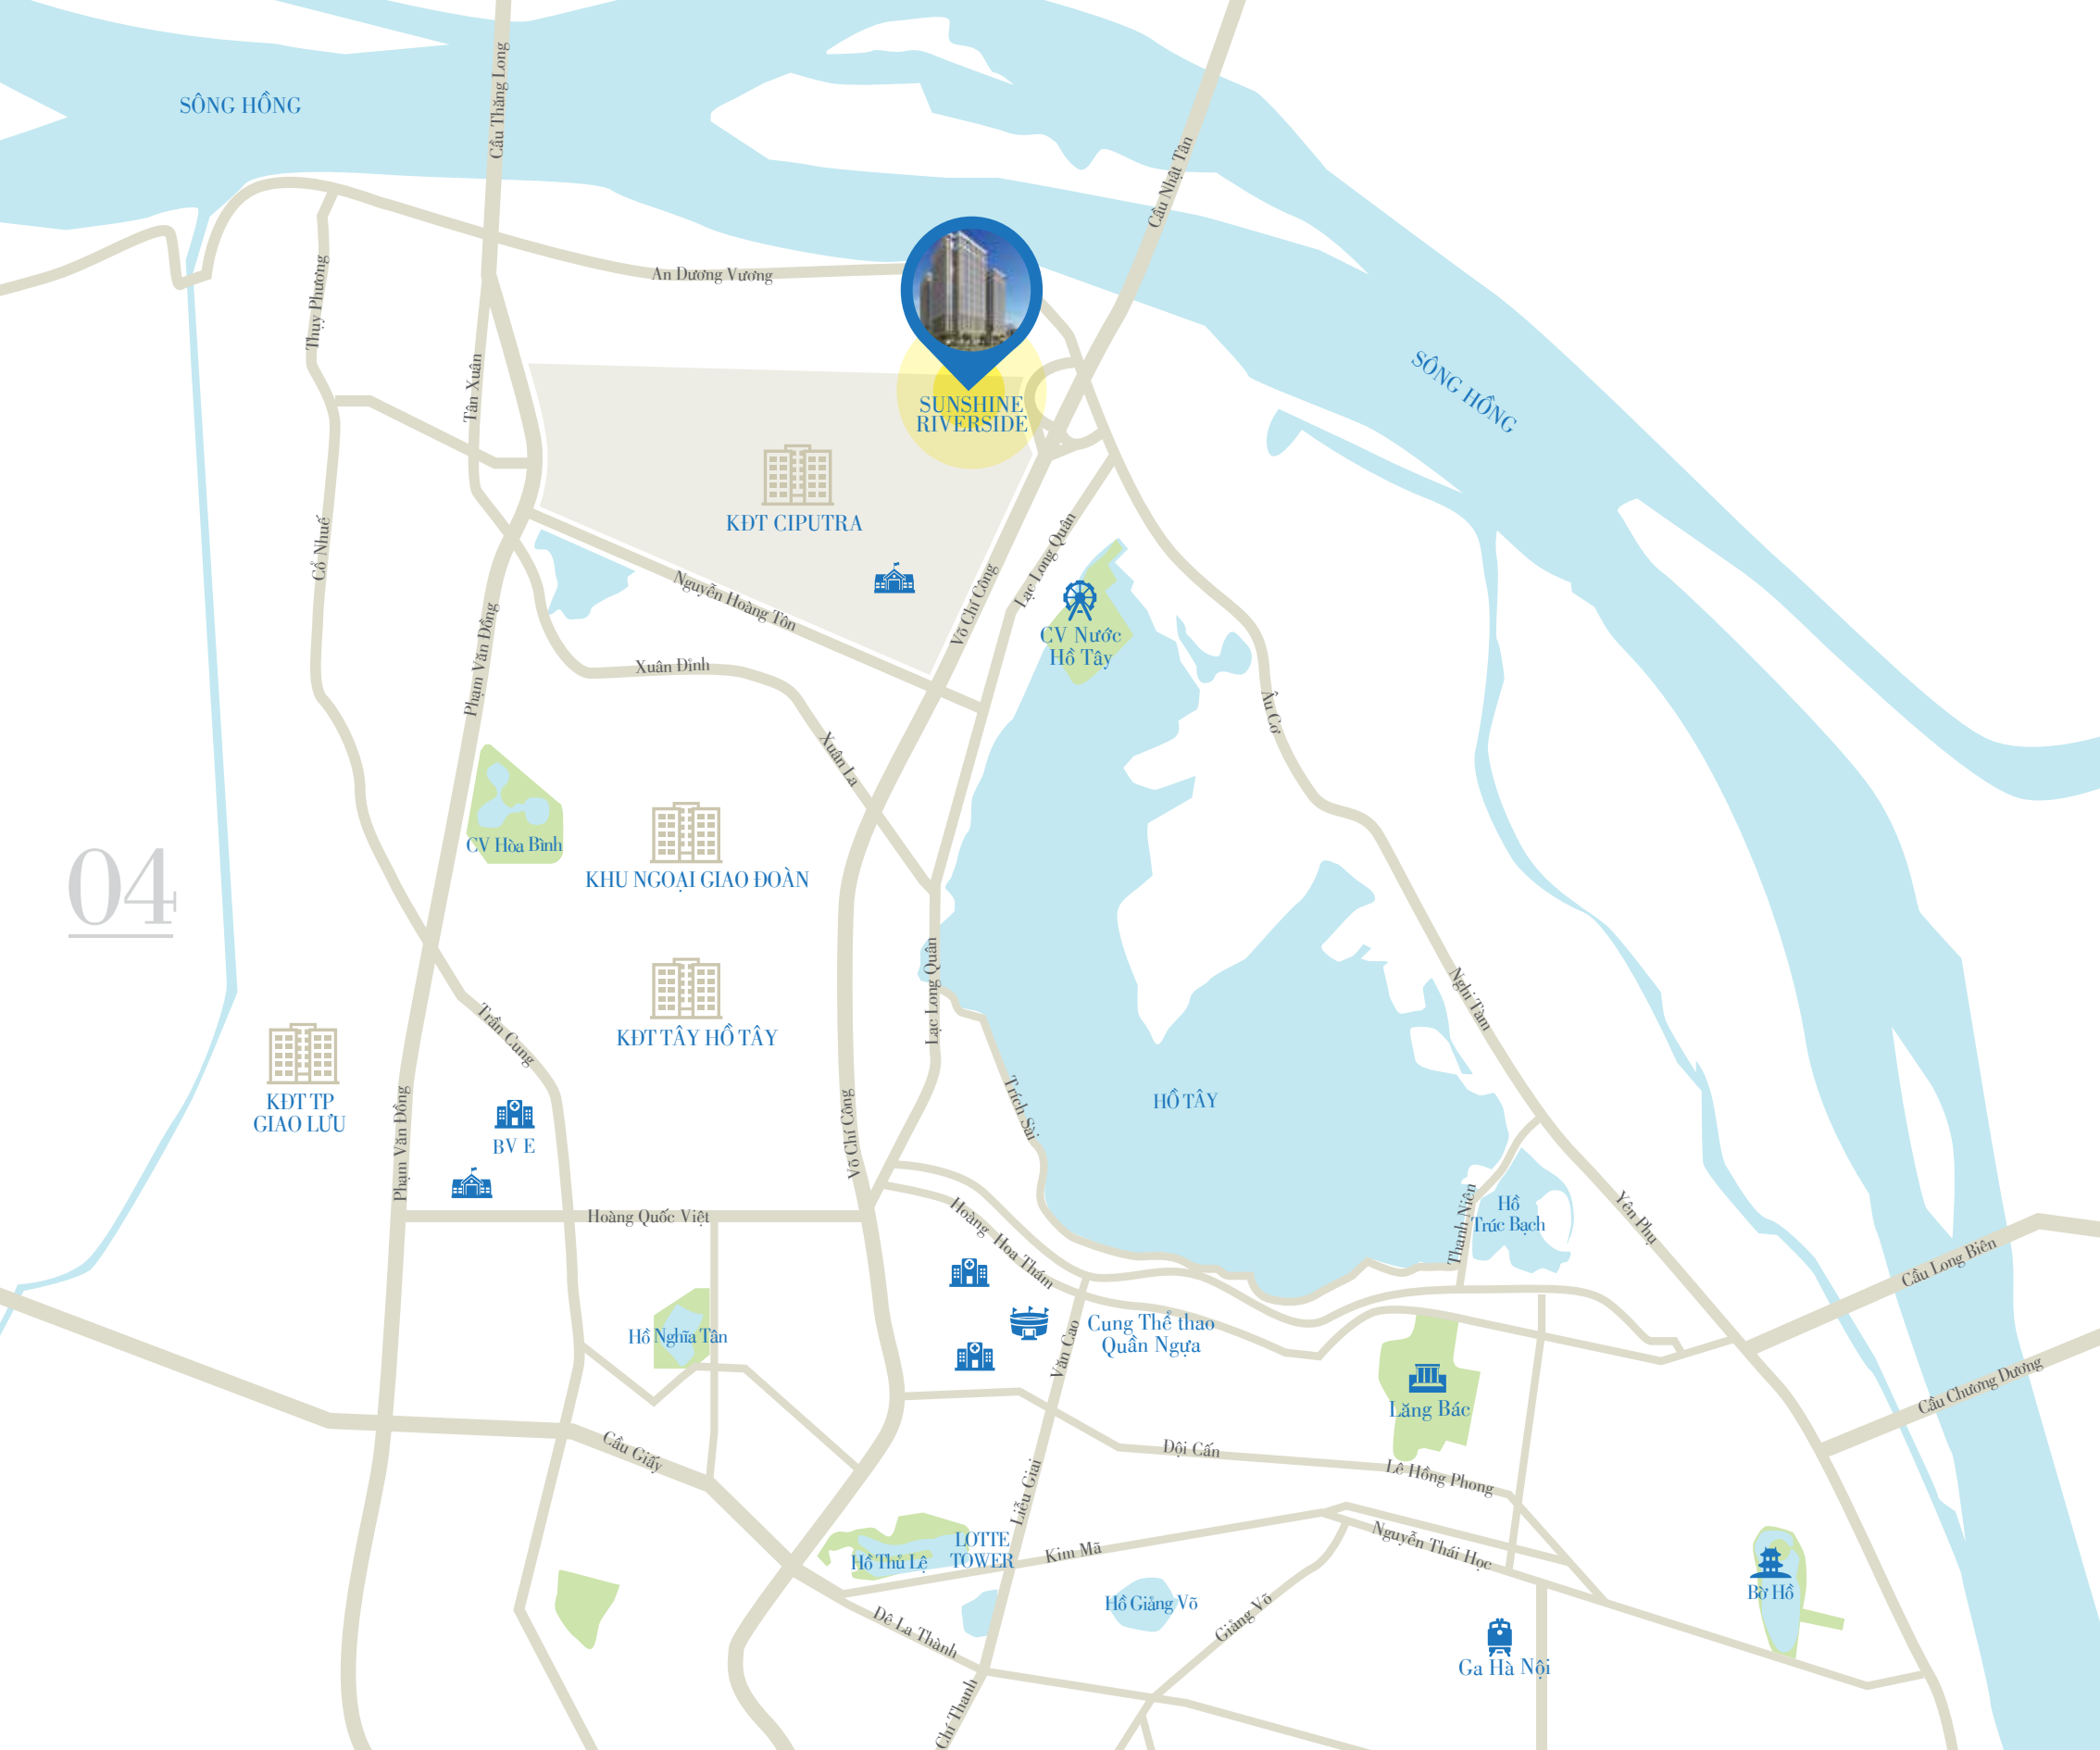 Cầu Thăng Long
SÔNG HỒNG
Cầu Nhật Tân
An Dương Vương
Thụy Phương
Tân Xuân
SUNSHINE
RIVERSIDE
SÔNG HỒNG
KĐT CIPUTRA
Cổ Nhuế
Lạc Long Quân
Nguyễn Hoàng Tôn
Võ Chí Công
CV Nước
Hồ Tây
Phạm Văn Đồng
Xuân Đỉnh
Âu Cơ
Xuân La
CV Hòa Bình
04
KHU NGOẠI GIAO ĐOÀN
Lạc Long Quân
Nghi Tàm
Trần Cung
KĐT TÂY HỒ TÂY
KĐT TP
GIAO LƯU
HỒ TÂY
Trích Sài
Phạm Văn Đồng
Võ Chí Công
BV E
Hồ
Trúc Bạch
Thanh Niên
Yên Phụ
Hoàng Quốc Việt
Hoàng Hoa Thám
Cầu Long Biên
Hồ Nghĩa Tân
Cung Thể thao
Quần Ngựa
Văn Cao
Cầu Chương Dương
Lăng Bác
Cầu Giấy
Dội Cấn
Lê Hồng Phong
Liễu Giai
LOTTE
TOWER
Hồ Thủ Lệ
Kim Mã
Nguyễn Thái Học
Bờ Hồ
Hồ Giảng Võ
Giảng Võ
Dê La Thành
Ga Hà Nội
Chí Thanh